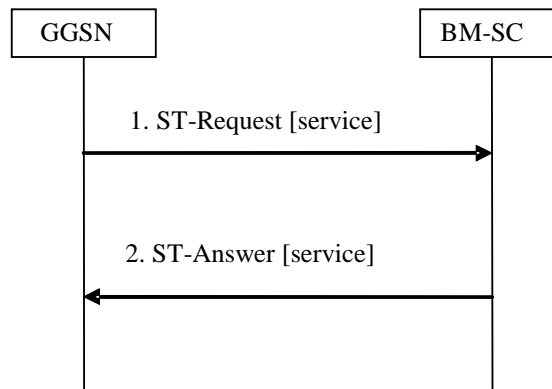 GGSN
BM-SC
1. ST-Request [service]
2. ST-Answer [service]